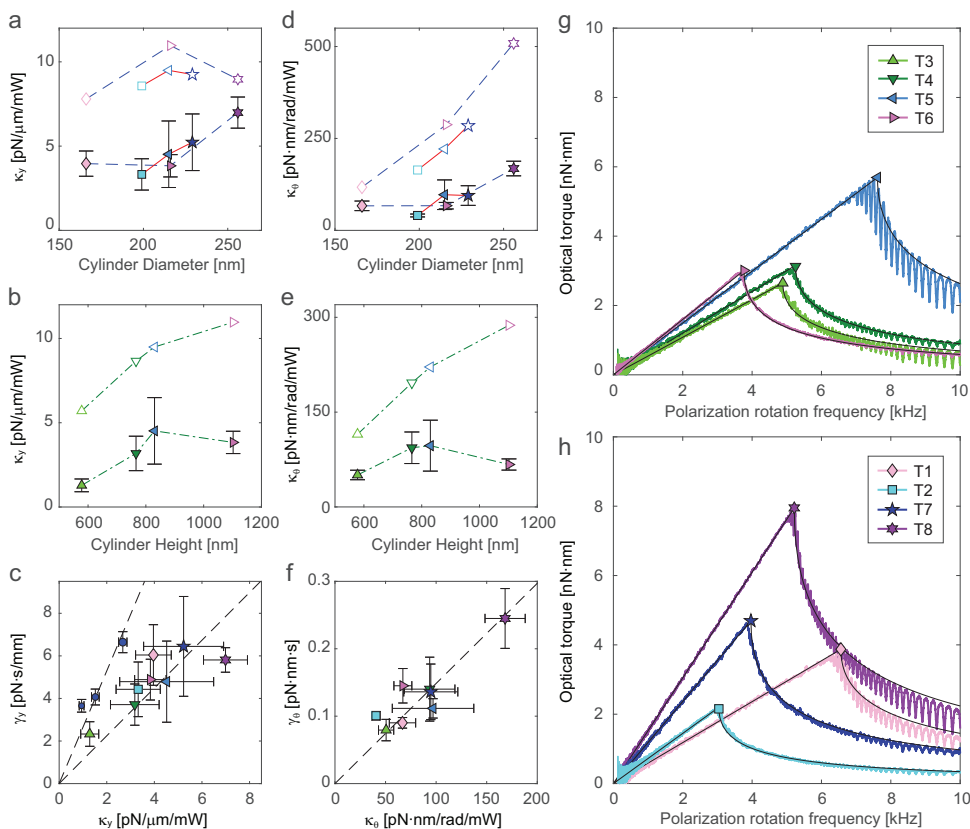 a
κy [pN/μm/mW]
10
5
0
150
200
250
Cylinder Diameter [nm]
b
κy [pN/μm/mW]
10
5
0
600
800
1000
1200
Cylinder Height [nm]
c
γy [pN·s/mm]
8
6
4
2
0
0
2
4
6
8
κy [pN/μm/mW]
d
κθ [pN·nm/rad/mW]
500
250
0
150
200
250
Cylinder Diameter [nm]
e
κθ [pN·nm/rad/mW]
300
150
0
600
800
1000
1200
Cylinder Height [nm]
f
γθ [pN·nm·s]
0.3
0.2
0.1
0
0
50
100
150
200
κθ [pN·nm/rad/mW]
g
Optical torque [nN·nm]
10
8
6
4
2
0
0
2
4
6
8
10
Polarization rotation frequency [kHz]
T3
T4
T5
T6
h
Optical torque [nN·nm]
10
8
6
4
2
0
0
2
4
6
8
10
Polarization rotation frequency [kHz]
T1
T2
T7
T8